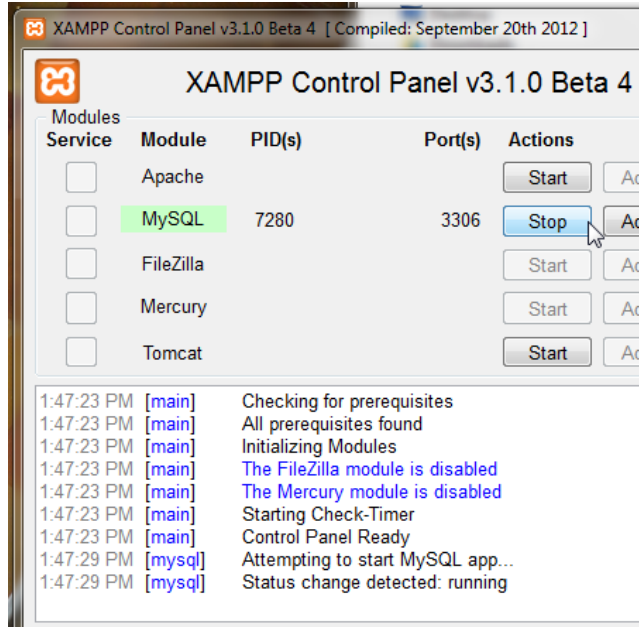 XAMPP Control Panel v3.1.0 Beta 4 [ Compiled: September 20th 2012 ]
XAMPP Control Panel v3.1.0 Beta 4
Modules
Service Module PID(s) Port(s) Actions
Apache Start
MySQL 7280 3306 Stop
FileZilla Start
Mercury Start
Tomcat Start
1:47:23 PM [main] Checking for prerequisites
1:47:23 PM [main] All prerequisites found
1:47:23 PM [main] Initializing Modules
1:47:23 PM [main] The FileZilla module is disabled
1:47:23 PM [main] The Mercury module is disabled
1:47:23 PM [main] Starting Check-Timer
1:47:23 PM [main] Control Panel Ready
1:47:29 PM [mysql] Attempting to start MySQL app...
1:47:29 PM [mysql] Status change detected: running